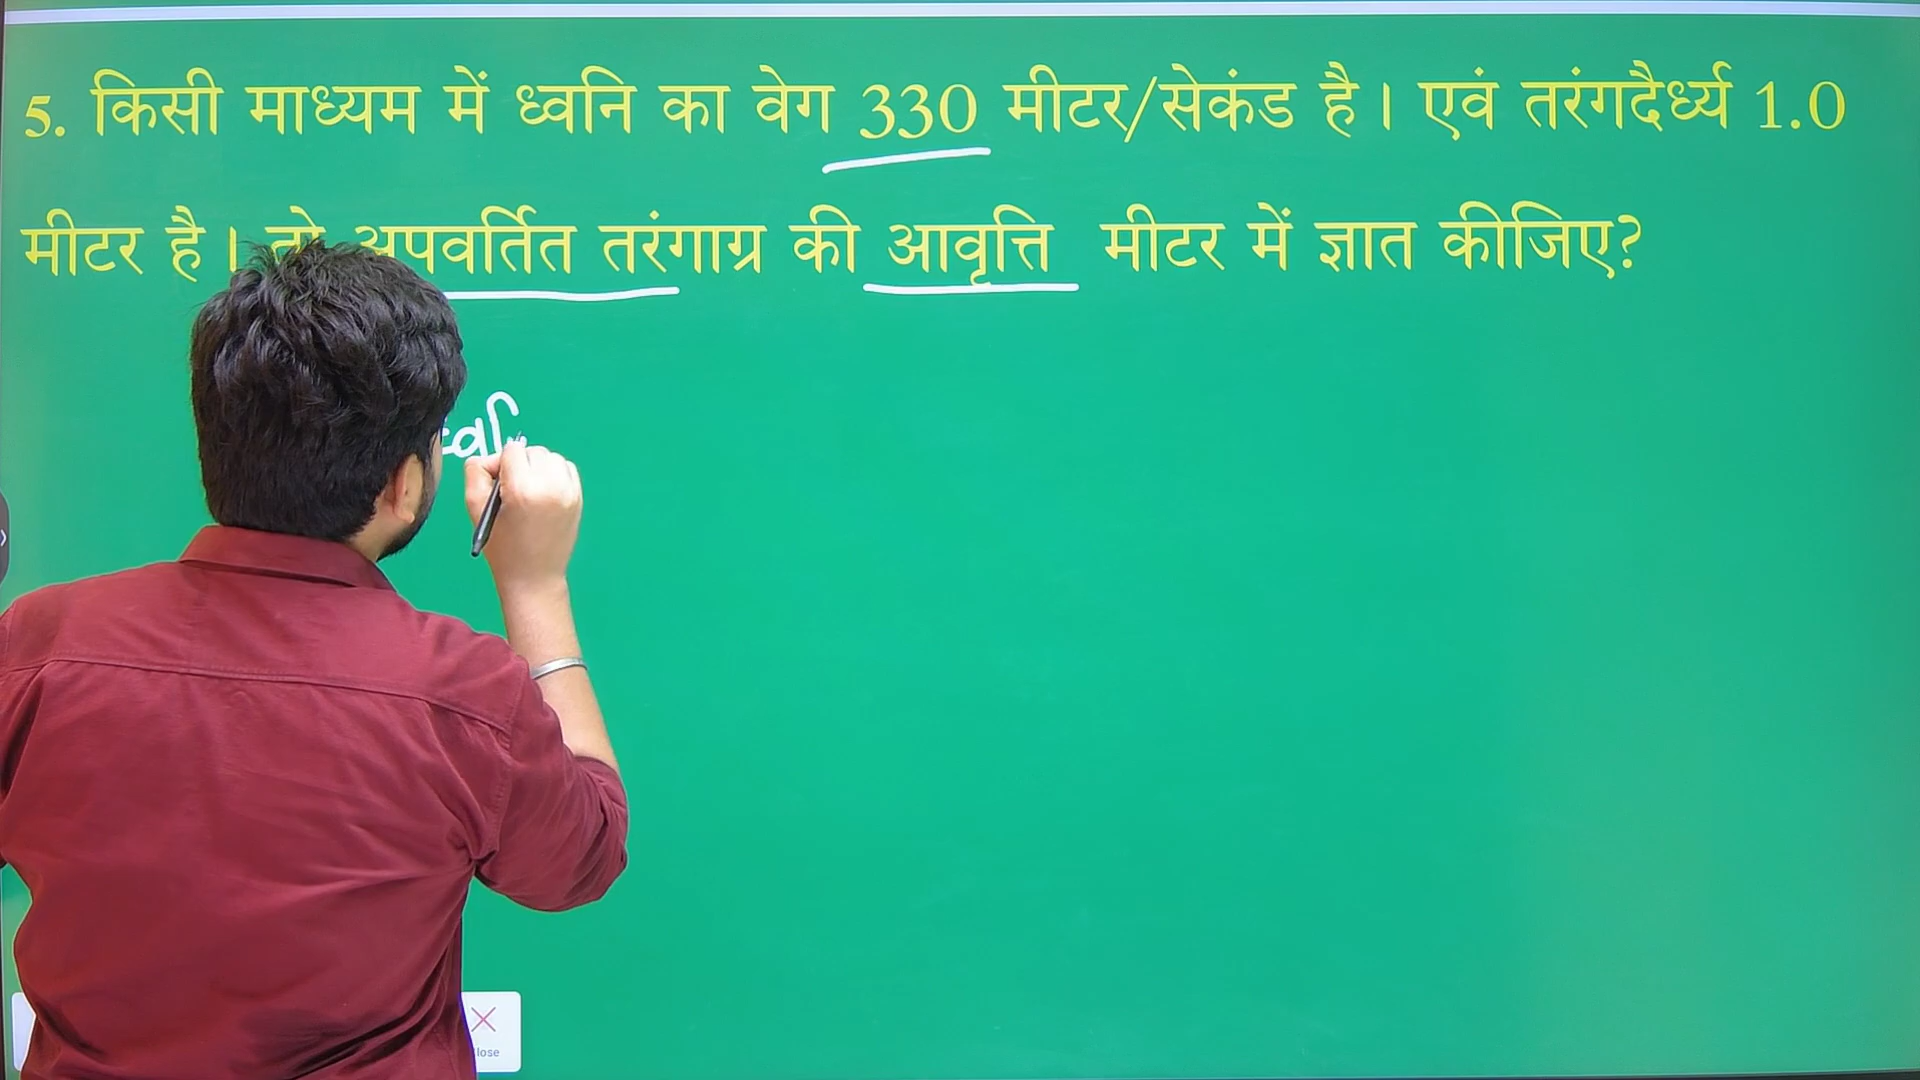 5. किसी माध्यम में ध्वनि का वेग 330 मीटर/सेकंड है। एवं तरंगदैर्ध्य 1.0
मीटर है। तो अपवर्तित तरंगाग्र की आवृत्ति मीटर में ज्ञात कीजिए?